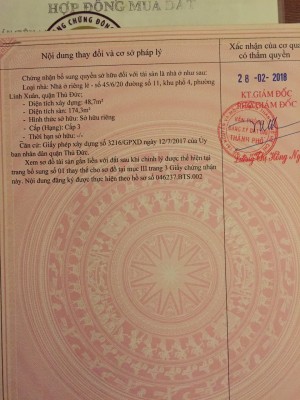 HỢP ĐỒNG MUA ĐẤT
Nội dung thay đổi và cơ sở pháp lý
Xác nhận của cơ quan
có thẩm quyền
Chứng nhận bổ sung quyền sở hữu đối với tài sản là nhà ở như sau:
Loại nhà: Nhà ở riêng lẻ - số 45/6/20 đường số 11, khu phố 4, phường
Linh Xuân, quận Thủ Đức;
- Diện tích xây dựng: 48,7m²
- Diện tích sàn: 174,3m²
- Hình thức sở hữu: Sở hữu riêng
- Cấp (Hạng): Cấp 3
- Thời hạn sở hữu: -/-
Căn cứ: Giấy phép xây dựng số 3216/GPXD ngày 12/7/2017 của Ủy
ban nhân dân quận Thủ Đức.
Xem sơ đồ tài sản gắn liền với đất sau khi chỉnh lý được thể hiện tại
trang bổ sung số 01 thay thế cho sơ đồ tại mục III trang 3 Giấy chứng nhận
này. Nội dung đăng ký được thực hiện theo hồ sơ số 046237.BTS.002
28 -02- 2018
KT GIÁM ĐỐC
PHÓ GIÁM ĐỐC